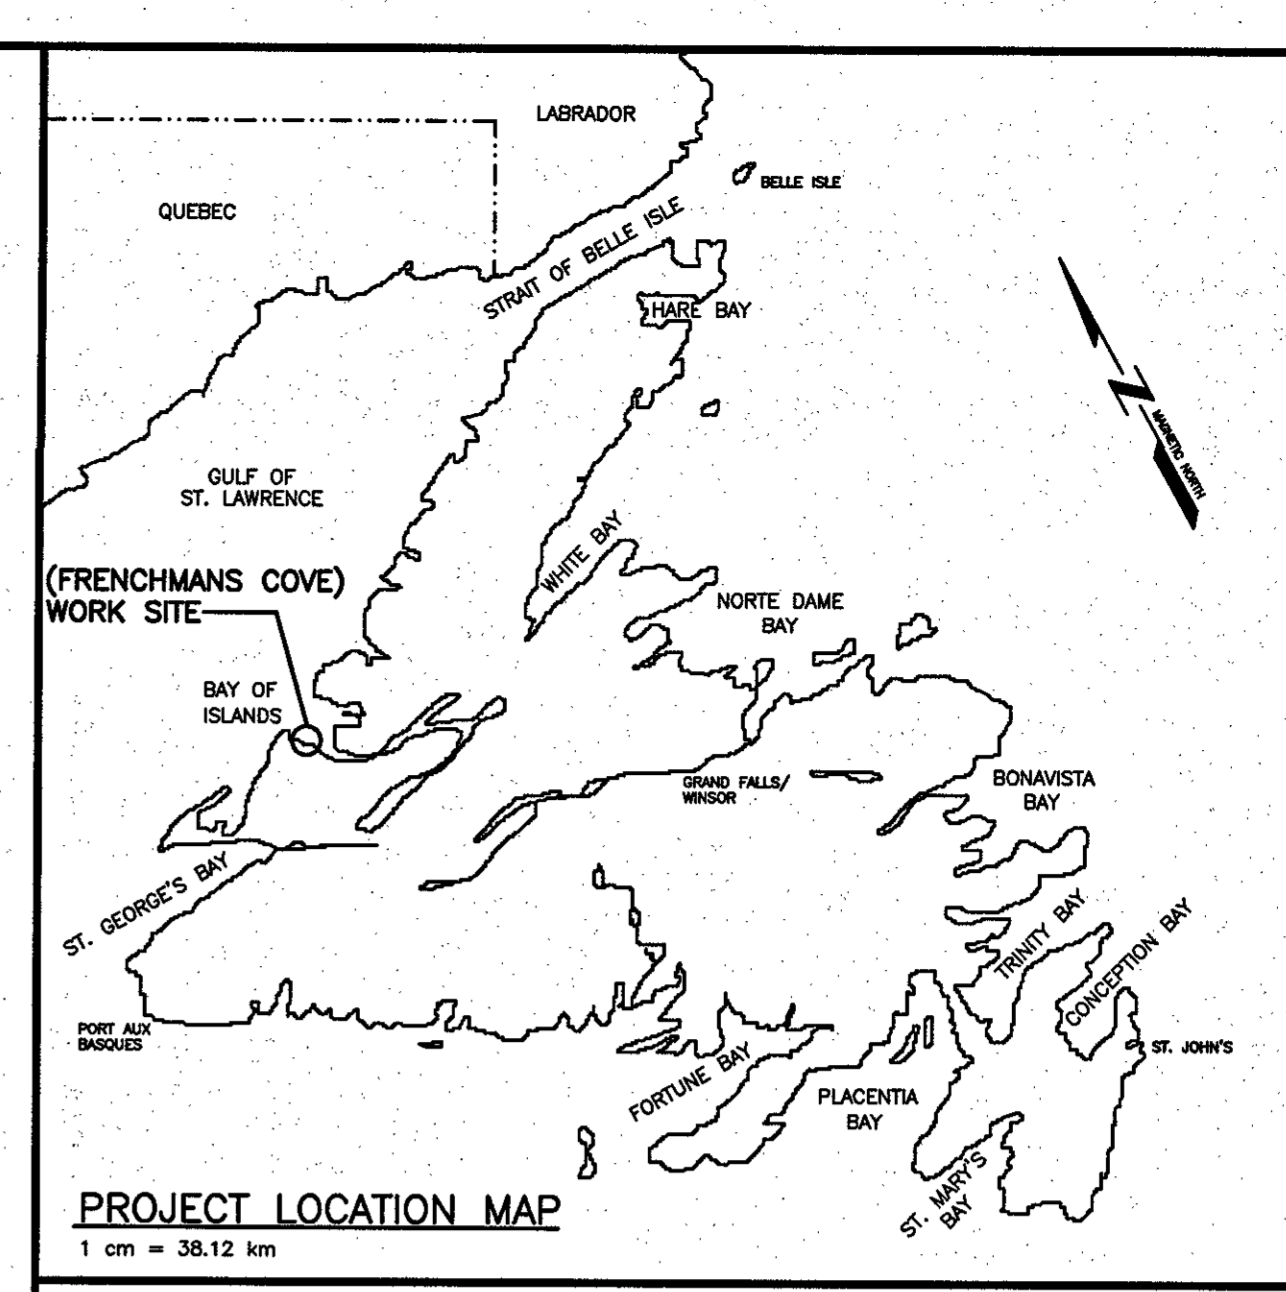 LABRADOR
BELLE ISLE
QUEBEC
STRAIT OF BELLE ISLE
HARE BAY
MAGNETIC NORTH
GULF OF
ST. LAWRENCE
WHITE BAY
(FRENCHMANS COVE)
WORK SITE
NORTE DAME
BAY
BAY OF
ISLANDS
GRAND FALLS/
WINSOR
BONAVISTA
BAY
ST. GEORGE'S BAY
TRINITY BAY
CONCEPTION BAY
PORT AUX
BASQUES
ST. JOHN'S
FORTUNE BAY
PLACENTIA
BAY
ST. MARY'S
BAY
PROJECT LOCATION MAP
1 cm = 38.12 km